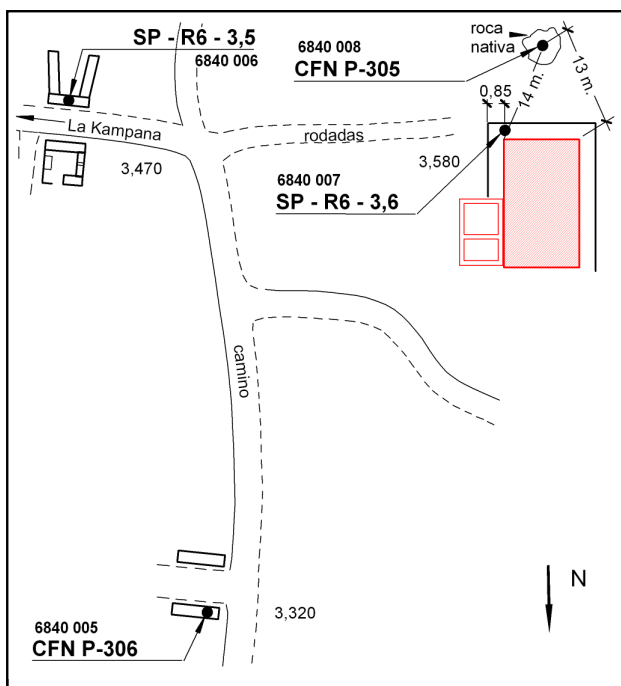 SP - R6 - 3,5
6840 006
6840 008
CFN P-305
roca
nativa
13 m.
14 m.
0,85
La Kampana
rodadas
3,470
3,580
6840 007
SP - R6 - 3,6
camino
N
3,320
6840 005
CFN P-306